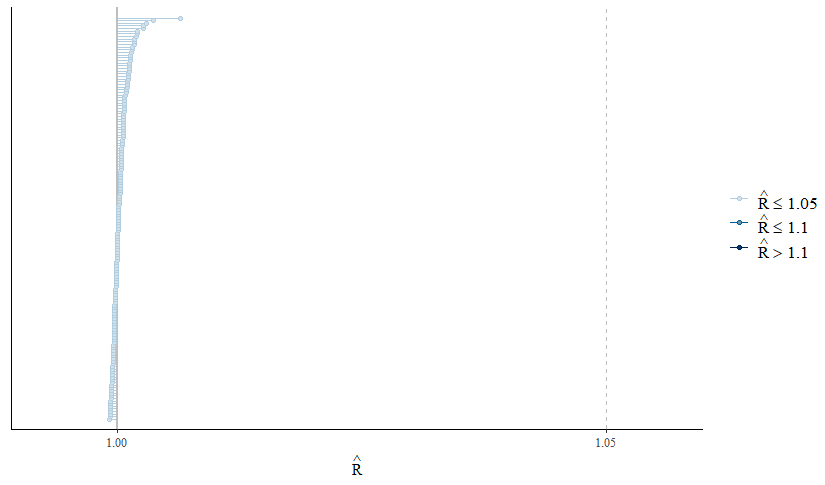 R̂ ≤ 1.05
R̂ ≤ 1.1
R̂ > 1.1
1.00 1.05
R̂